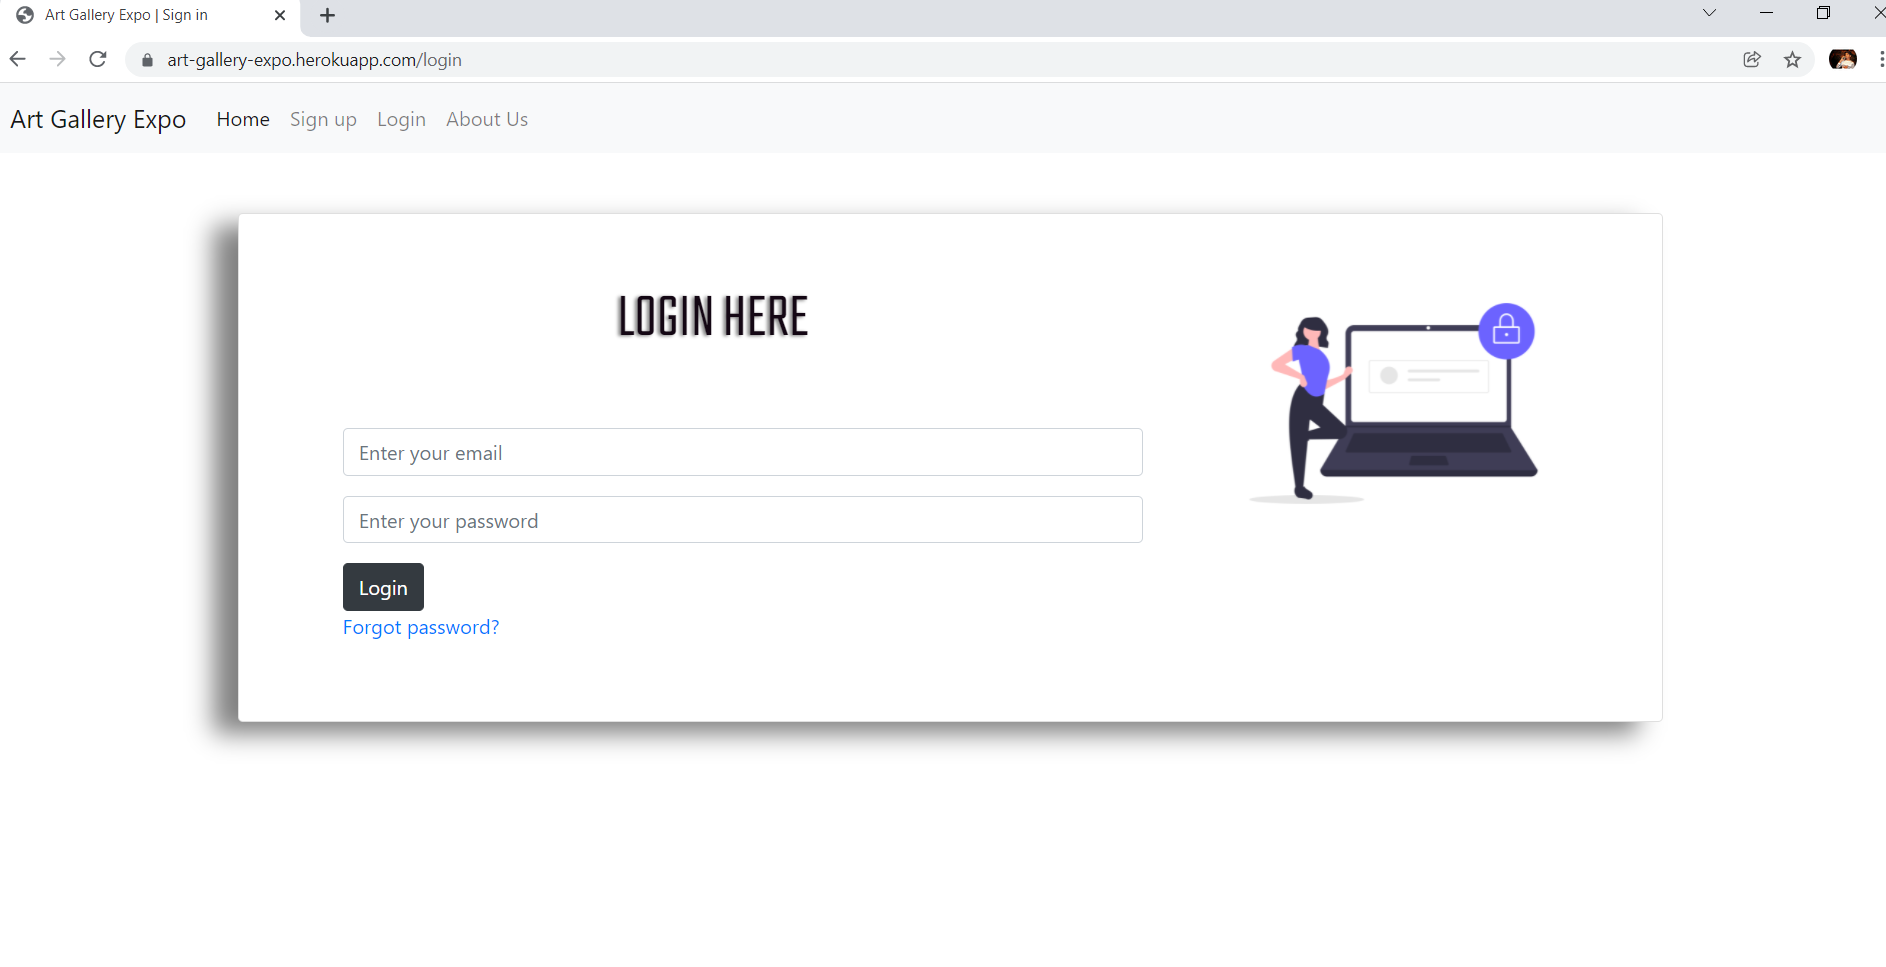 Art Gallery Expo | Sign in
art-gallery-expo.herokuapp.com/login
Art Gallery Expo Home Sign up Login About Us
LOGIN HERE
Enter your email
Enter your password
Login
Forgot password?